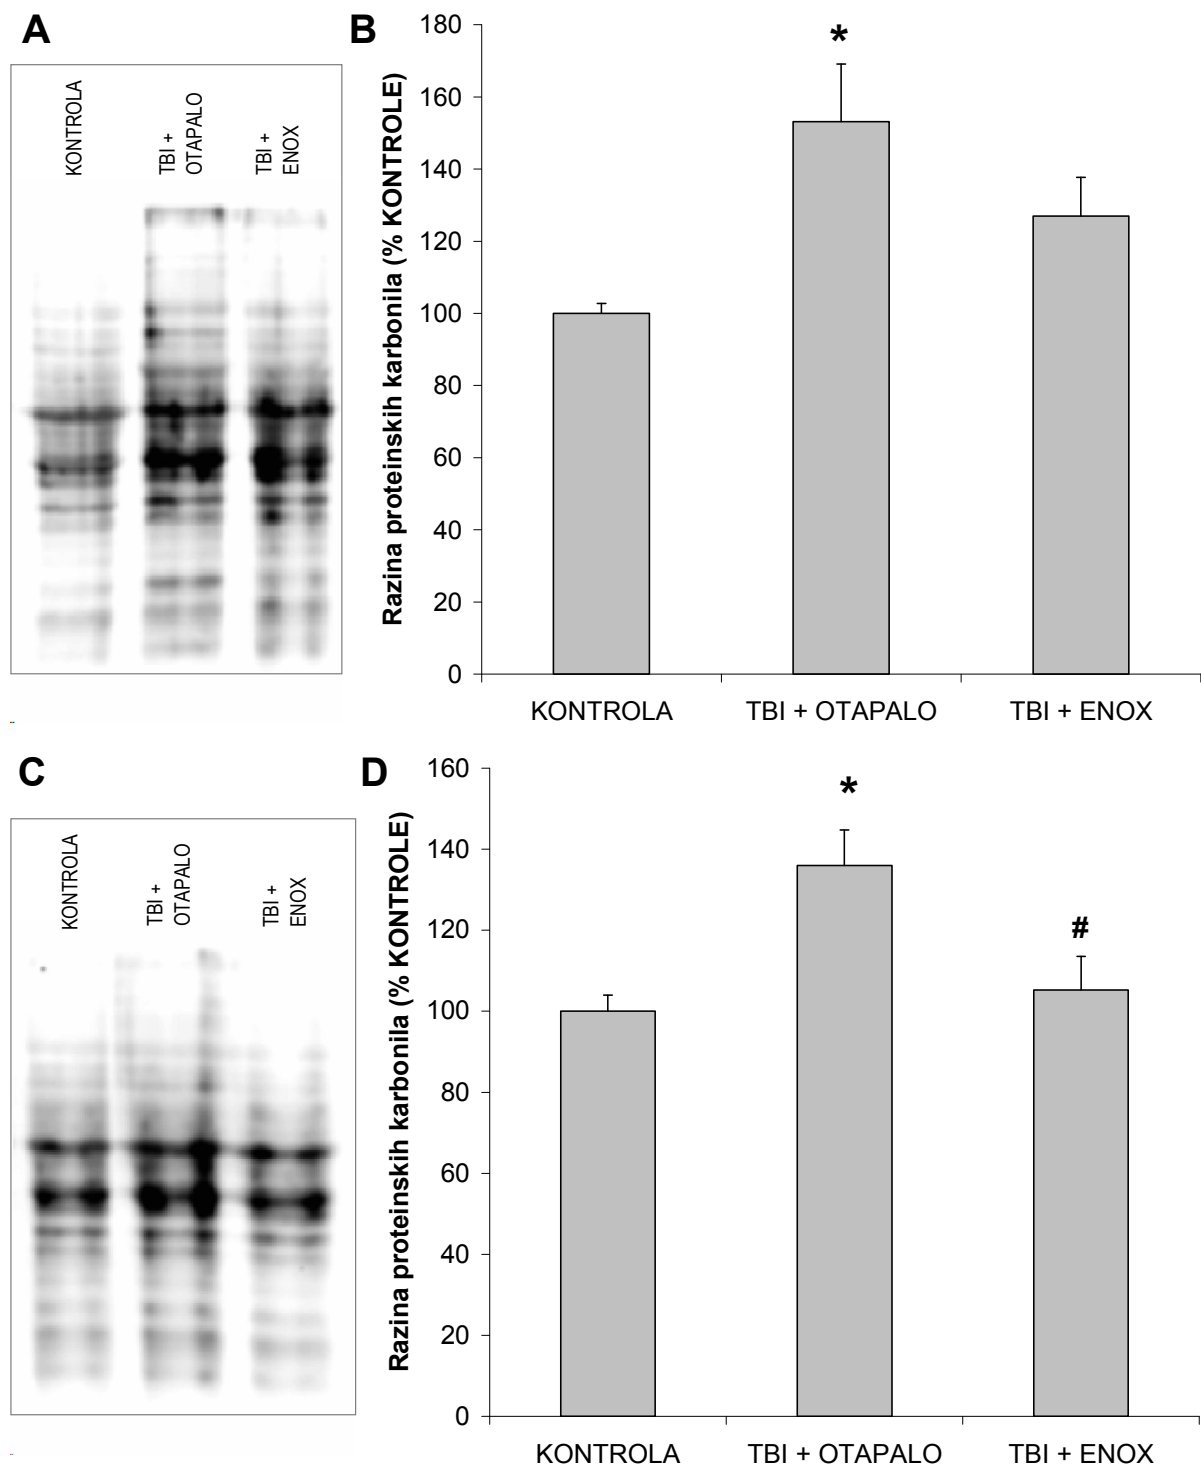 A
KONTROLA
TBI +
OTAPALO
TBI +
ENOX
B
Razina proteinskih karbonila (% KONTROLE)
180
160
140
120
100
80
60
40
20
0
*
KONTROLA
TBI + OTAPALO
TBI + ENOX
C
KONTROLA
TBI +
OTAPALO
TBI +
ENOX
D
Razina proteinskih karbonila (% KONTROLE)
160
140
120
100
80
60
40
20
0
*
#
KONTROLA
TBI + OTAPALO
TBI + ENOX